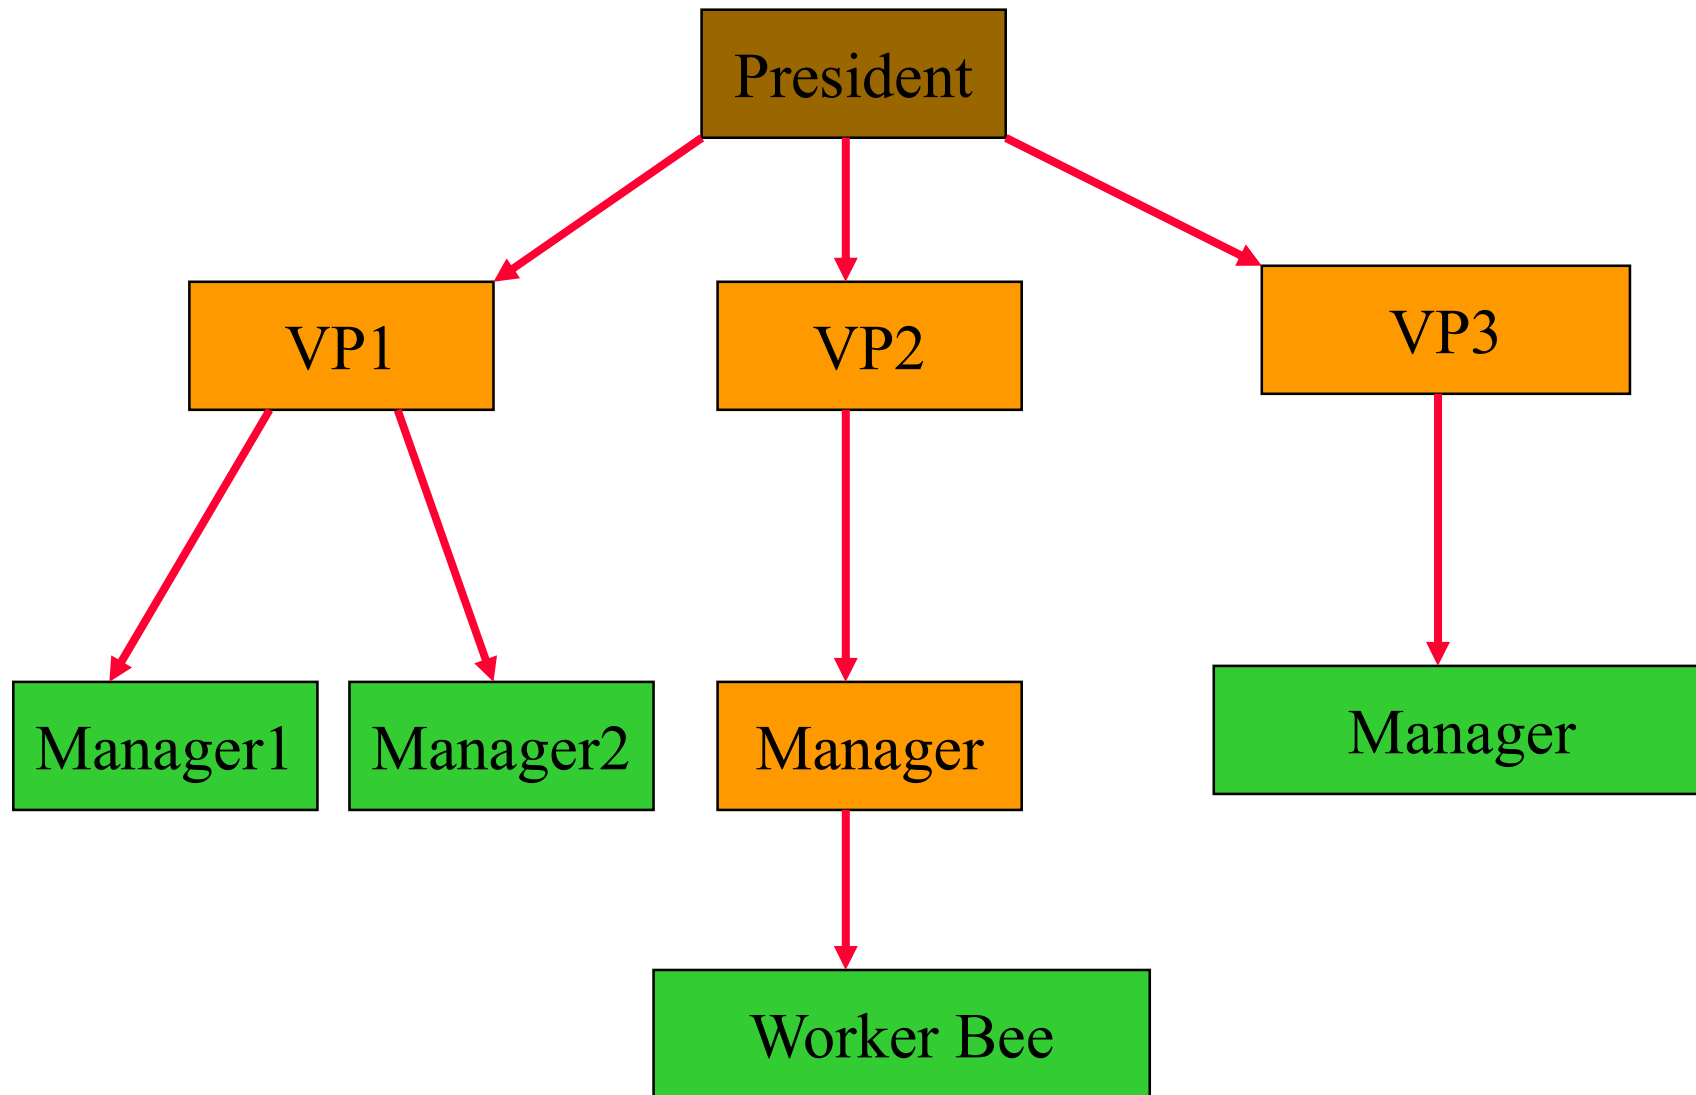 President
VP1
VP2
VP3
Manager1
Manager2
Manager
Manager
Worker Bee